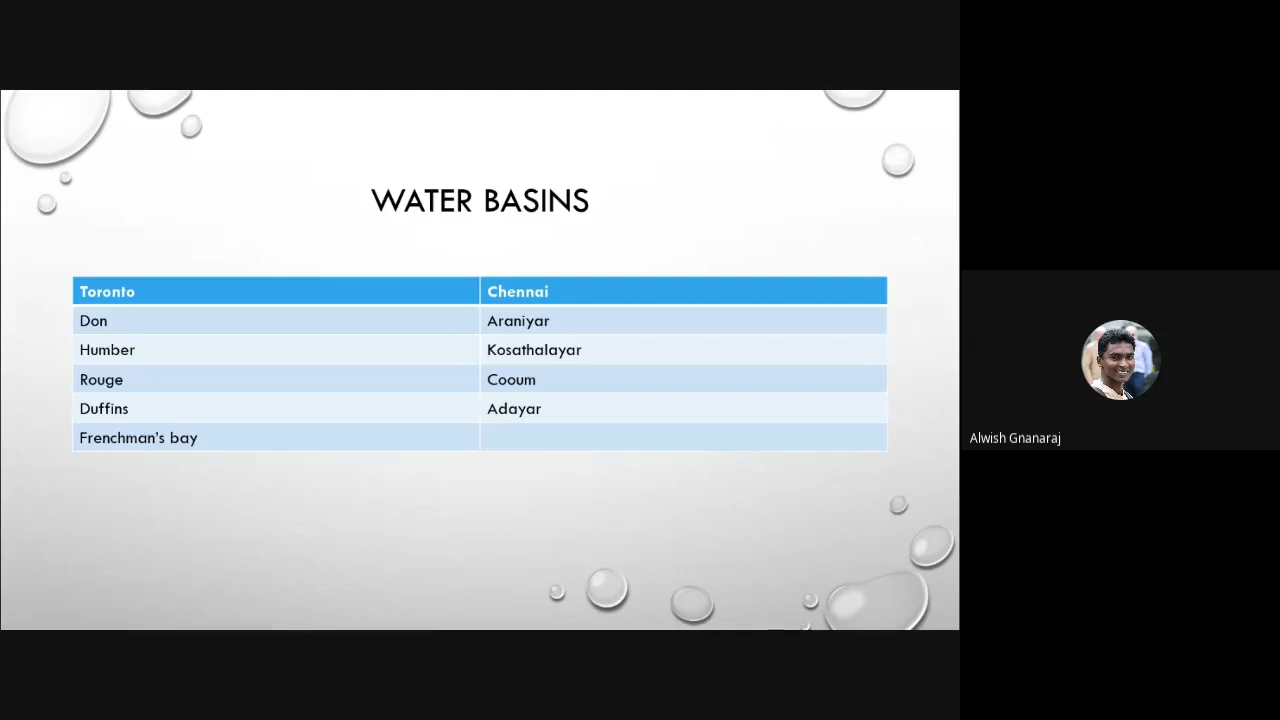 WATER BASINS
Toronto Chennai
Don Araniyar
Humber Kosathalayar
Rouge Cooum
Duffins Adayar
Frenchman's bay
Alwish Gnanaraj